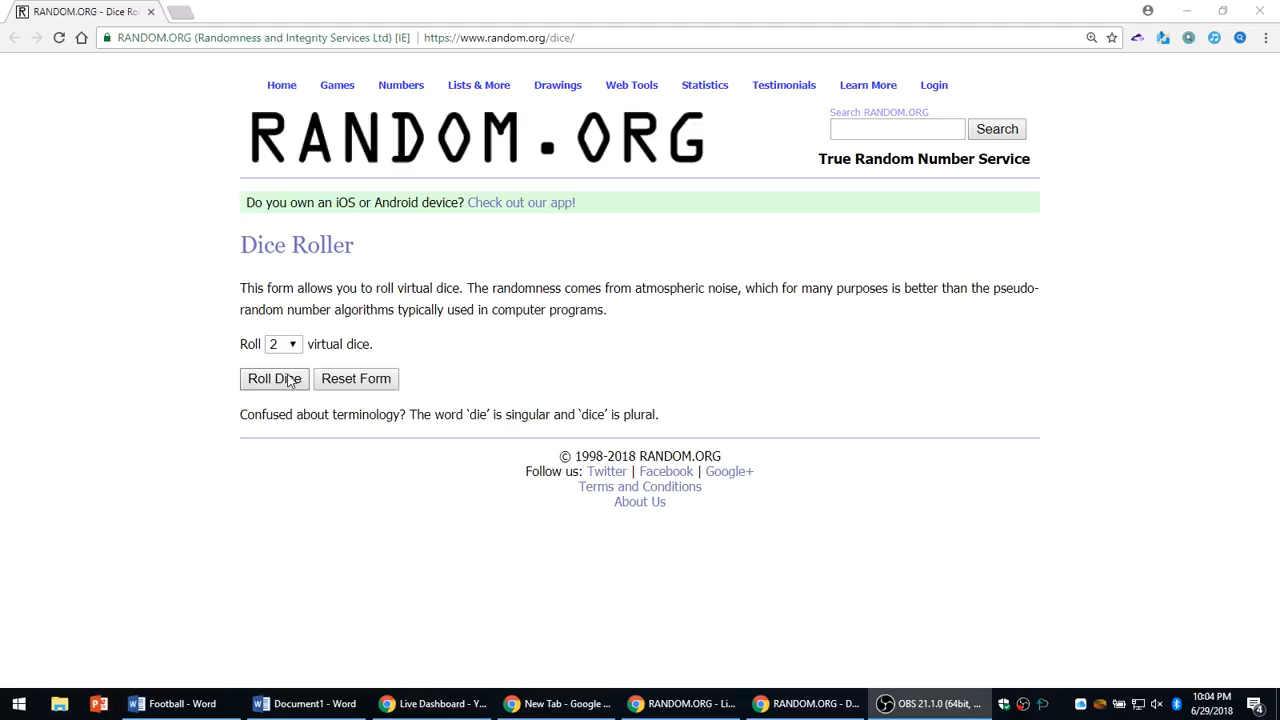 RANDOM.ORG - Dice Rol
RANDOM.ORG (Randomness and Integrity Services Ltd) [IE] https://www.random.org/dice/
Home Games Numbers Lists & More Drawings Web Tools Statistics Testimonials Learn More Login
RANDOM.ORG
Search RANDOM.ORG
Search
True Random Number Service
Do you own an iOS or Android device? Check out our app!
Dice Roller
This form allows you to roll virtual dice. The randomness comes from atmospheric noise, which for many purposes is better than the pseudo-
random number algorithms typically used in computer programs.
Roll 2 virtual dice.
Roll Dice Reset Form
Confused about terminology? The word ‘die’ is singular and ‘dice’ is plural.
© 1998-2018 RANDOM.ORG
Follow us: Twitter | Facebook | Google+
Terms and Conditions
About Us
Football - Word Document1 - Word Live Dashboard - Y... New Tab - Google ... RANDOM.ORG - Li... RANDOM.ORG - D... OBS 21.1.0 (64bit, ... 10:04 PM
6/29/2018 4